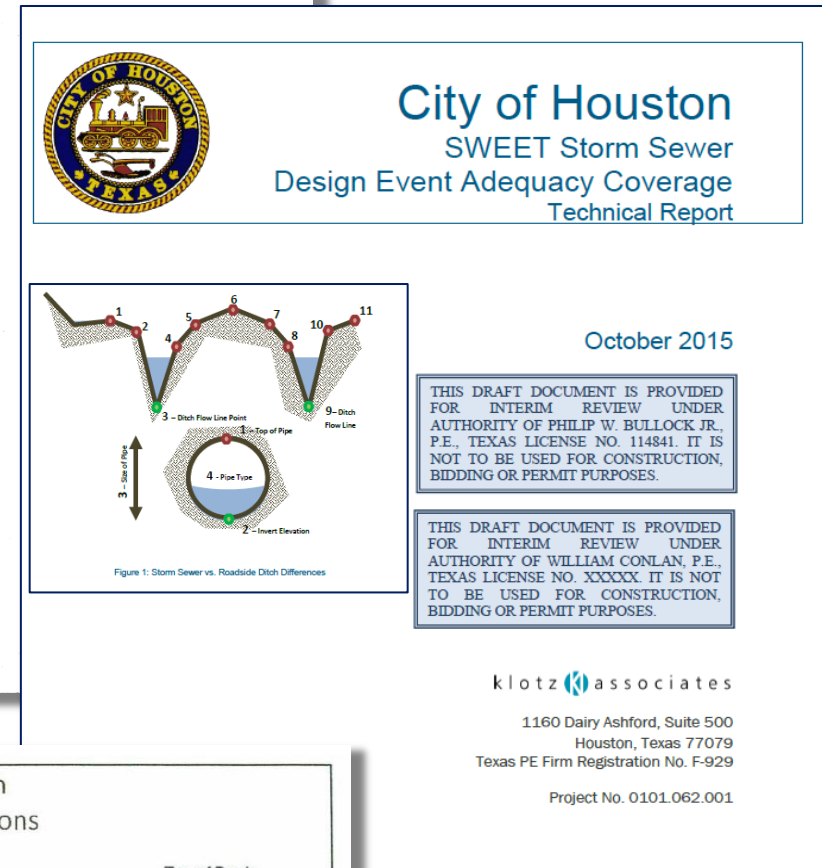 CITY OF HOUSTON
TEXAS
City of Houston
SWEET Storm Sewer
Design Event Adequacy Coverage
Technical Report
1
2
3 – Ditch Flow Line Point
4
5
6
7
8
9– Ditch
Flow Line
10
11
1 – Top of Pipe
3 – Size of Pipe
4 - Pipe Type
2 – Invert Elevation
Figure 1: Storm Sewer vs. Roadside Ditch Differences
October 2015
THIS DRAFT DOCUMENT IS PROVIDED
FOR INTERIM REVIEW UNDER
AUTHORITY OF PHILIP W. BULLOCK JR.,
P.E., TEXAS LICENSE NO. 114841. IT IS
NOT TO BE USED FOR CONSTRUCTION,
BIDDING OR PERMIT PURPOSES.
THIS DRAFT DOCUMENT IS PROVIDED
FOR INTERIM REVIEW UNDER
AUTHORITY OF WILLIAM CONLAN, P.E.,
TEXAS LICENSE NO. XXXXX. IT IS NOT
TO BE USED FOR CONSTRUCTION,
BIDDING OR PERMIT PURPOSES.
klotz associates
1160 Dairy Ashford, Suite 500
Houston, Texas 77079
Texas PE Firm Registration No. F-929
Project No. 0101.062.001
ons